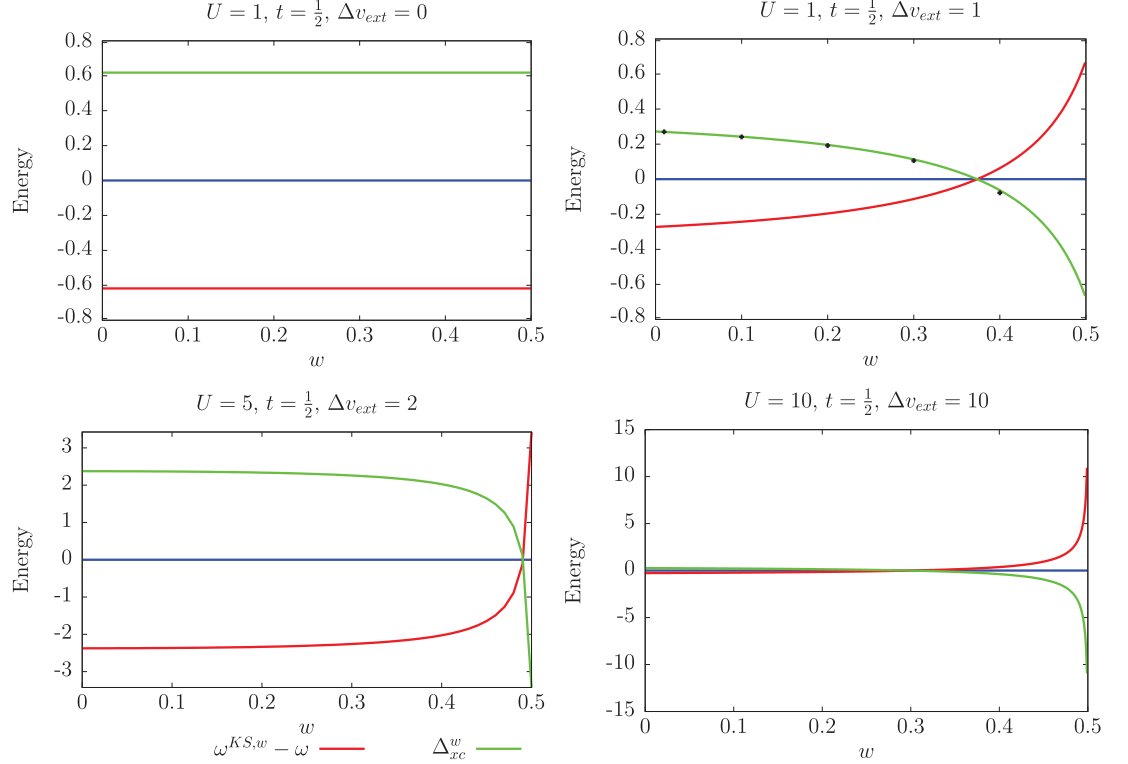 U = 1, t = 1/2, Δv_ext = 0
0.8
0.6
0.4
0.2
0
-0.2
-0.4
-0.6
-0.8
Energy
0 0.1 0.2 0.3 0.4 0.5
w
U = 1, t = 1/2, Δv_ext = 1
0.8
0.6
0.4
0.2
0
-0.2
-0.4
-0.6
-0.8
Energy
0 0.1 0.2 0.3 0.4 0.5
w
U = 5, t = 1/2, Δv_ext = 2
3
2
1
0
-1
-2
-3
Energy
0 0.1 0.2 0.3 0.4 0.5
w
U = 10, t = 1/2, Δv_ext = 10
15
10
5
0
-5
-10
-15
Energy
0 0.1 0.2 0.3 0.4 0.5
w
ω^{KS,w} − ω Δ^w_{xc}